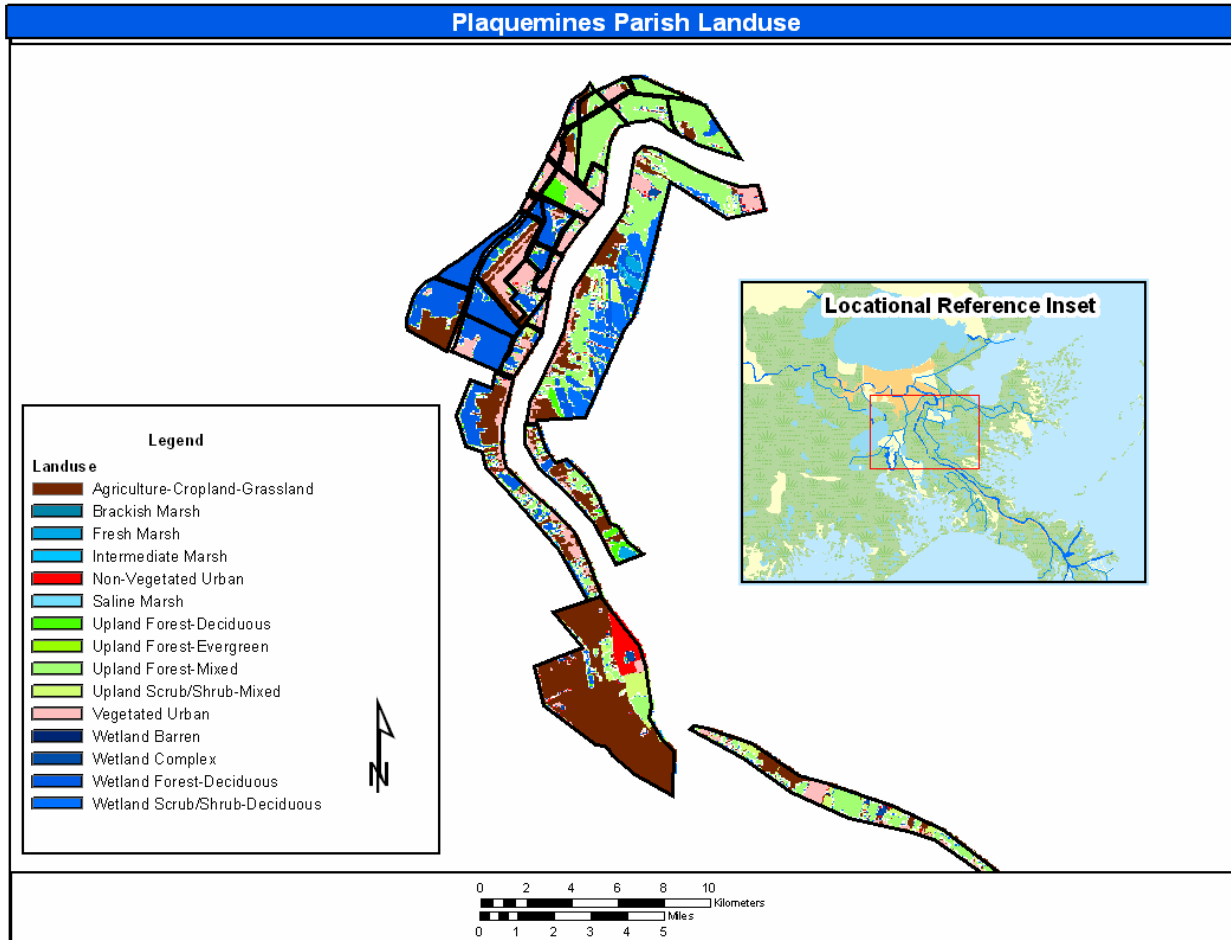 Plaquemines Parish Landuse
Locational Reference Inset
Legend
Landuse
Agriculture-Cropland-Grassland
Brackish Marsh
Fresh Marsh
Intermediate Marsh
Non-Vegetated Urban
Saline Marsh
Upland Forest-Deciduous
Upland Forest-Evergreen
Upland Forest-Mixed
Upland Scrub/Shrub-Mixed
Vegetated Urban
Wetland Barren
Wetland Complex
Wetland Forest-Deciduous
Wetland Scrub/Shrub-Deciduous
N
0 2 4 6 8 10
Kilometers
Miles
0 1 2 3 4 5